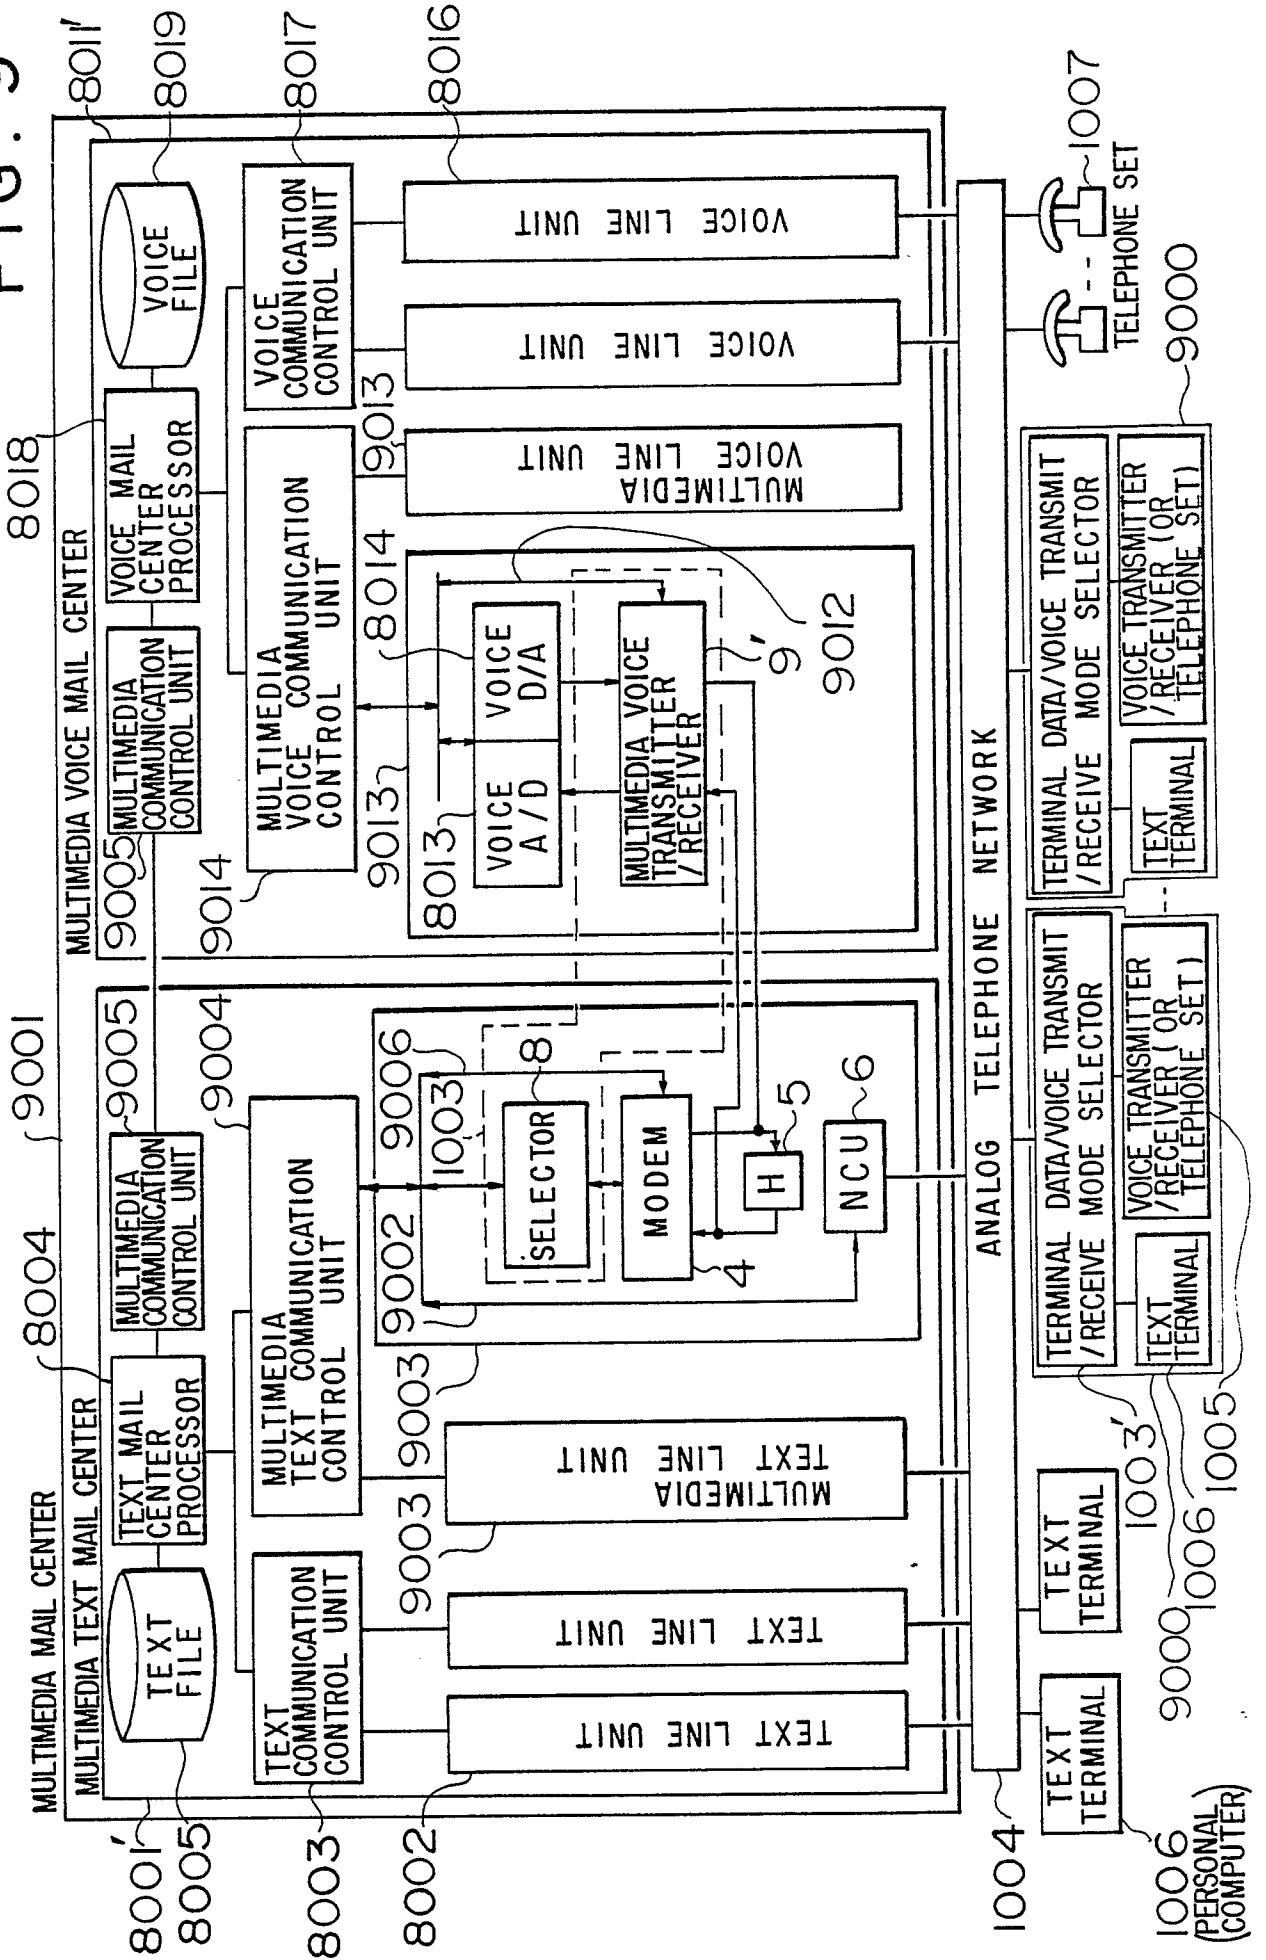 FIG. 9
9001
MULTIMEDIA MAIL CENTER
8001'
MULTIMEDIA TEXT MAIL CENTER
8005
TEXT
FILE
8004
TEXT MAIL
CENTER
PROCESSOR
9005
MULTIMEDIA
COMMUNICATION
CONTROL UNIT
8003
TEXT
COMMUNICATION
CONTROL UNIT
9004
MULTIMEDIA
TEXT COMMUNICATION
CONTROL UNIT
8002
TEXT LINE UNIT
TEXT LINE UNIT
9003
MULTIMEDIA
TEXT LINE UNIT
9003
9002
9006
1003
8
SELECTOR
MODEM
4
H
5
NCU
6
8011'
MULTIMEDIA VOICE MAIL CENTER
9005
MULTIMEDIA
COMMUNICATION
CONTROL UNIT
8018
VOICE MAIL
CENTER
PROCESSOR
8019
VOICE
FILE
9014
MULTIMEDIA
VOICE COMMUNICATION
CONTROL UNIT
8017
VOICE
COMMUNICATION
CONTROL UNIT
9013
8013
VOICE
A/D
8014
VOICE
D/A
MULTIMEDIA VOICE
TRANSMITTER
/RECEIVER
9'
9012
9013
MULTIMEDIA
VOICE LINE UNIT
VOICE LINE UNIT
8016
VOICE LINE UNIT
1004
ANALOG TELEPHONE NETWORK
1006
(PERSONAL
COMPUTER)
TEXT
TERMINAL
TEXT
TERMINAL
1003'
TERMINAL DATA/VOICE TRANSMIT
/RECEIVE MODE SELECTOR
TEXT
TERMINAL
VOICE TRANSMITTER
/RECEIVER (OR
TELEPHONE SET)
9000
1006
1005
TERMINAL DATA/VOICE TRANSMIT
/RECEIVE MODE SELECTOR
TEXT
TERMINAL
VOICE TRANSMITTER
/RECEIVER (OR
TELEPHONE SET)
9000
TELEPHONE SET
1007